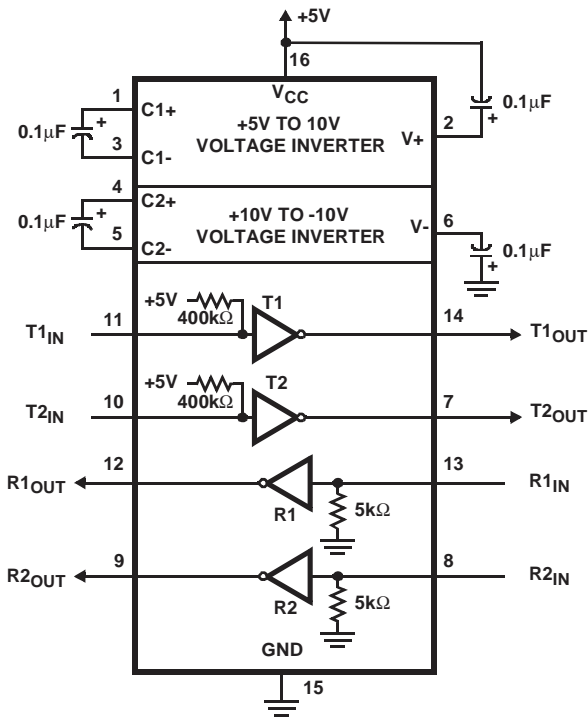 +5V
16
VCC
1
C1+
0.1µF
+
3
C1-
+5V TO 10V
VOLTAGE INVERTER
V+
2
0.1µF
+
4
C2+
0.1µF
+
5
C2-
+10V TO -10V
VOLTAGE INVERTER
V-
6
0.1µF
+
T1IN
11
+5V
400kΩ
T1
14
T1OUT
T2IN
10
+5V
400kΩ
T2
7
T2OUT
R1OUT
12
R1
5kΩ
13
R1IN
R2OUT
9
R2
5kΩ
8
R2IN
GND
15